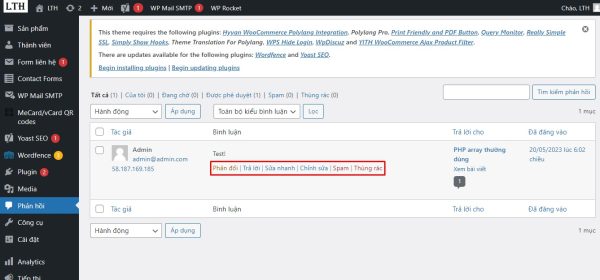 LTH
LTH 2 + Mới 1 WP Mail SMTP 1 WP Rocket
Chào, LTH
Sản phẩm
Thành viên
Form liên hệ 1
Contact Forms
WP Mail SMTP
MeCard/vCard QR
codes
Yoast SEO 1
Wordfence 1
Plugin 2
Media
Phản hồi
Công cụ
Cài đặt
Analytics
Tiếp thị
This theme requires the following plugins: Hyvan WooCommerce Polylang Integration, Polylang Pro, Print Friendly and PDF Button, Query Monitor, Really Simple
SSL, Simply Show Hooks, Theme Translation For Polylang, WPS Hide Login, WpDiscuz and YITH WooCommerce Ajax Product Filter.
There are updates available for the following plugins: Wordfence and Yoast SEO.
Begin installing plugins | Begin updating plugins
Tất cả (1) | Của tôi (0) | Đang chờ (0) | Được phê duyệt (1) | Spam (0) | Thùng rác (0)
Tìm kiếm phản hồi
Hành động Áp dụng Toàn bộ kiểu bình luận Lọc
1 mục
Tác giả Bình luận Trả lời cho Đã đăng vào
Admin
admin@admin.com
58.187.169.185
Test!
Phản đối | Trả lời | Sửa nhanh | Chỉnh sửa | Spam | Thùng rác
PHP array thường
dùng
Xem bài viết
1
20/05/2023 lúc 6:02
chiều
Tác giả Bình luận Trả lời cho Đã đăng vào
Hành động Áp dụng
1 mục